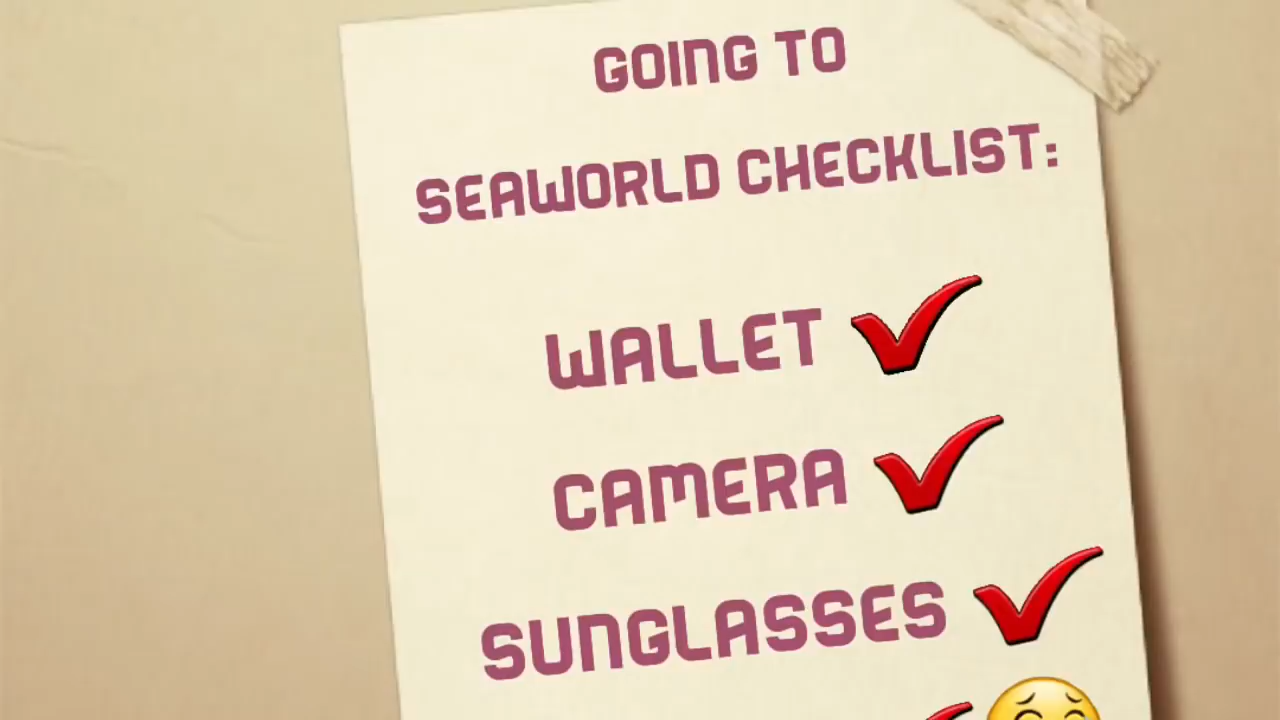 GOING TO
SEAWORLD CHECKLIST:
WALLET
CAMERA
SUNGLASSES